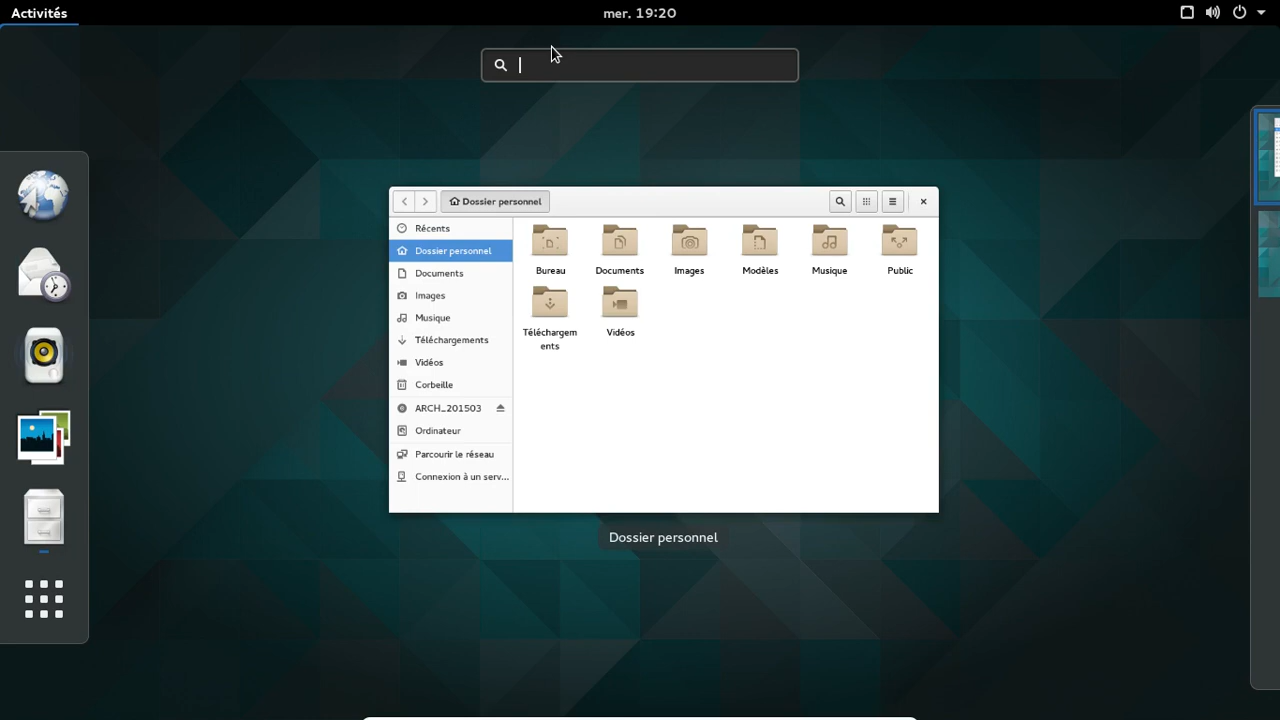 Activités
mer. 19:20
Dossier personnel
Récents
Dossier personnel
Documents
Images
Musique
Téléchargements
Vidéos
Corbeille
ARCH_201503
Ordinateur
Parcourir le réseau
Connexion à un serv...
Bureau
Documents
Images
Modèles
Musique
Public
Téléchargem
ents
Vidéos
Dossier personnel